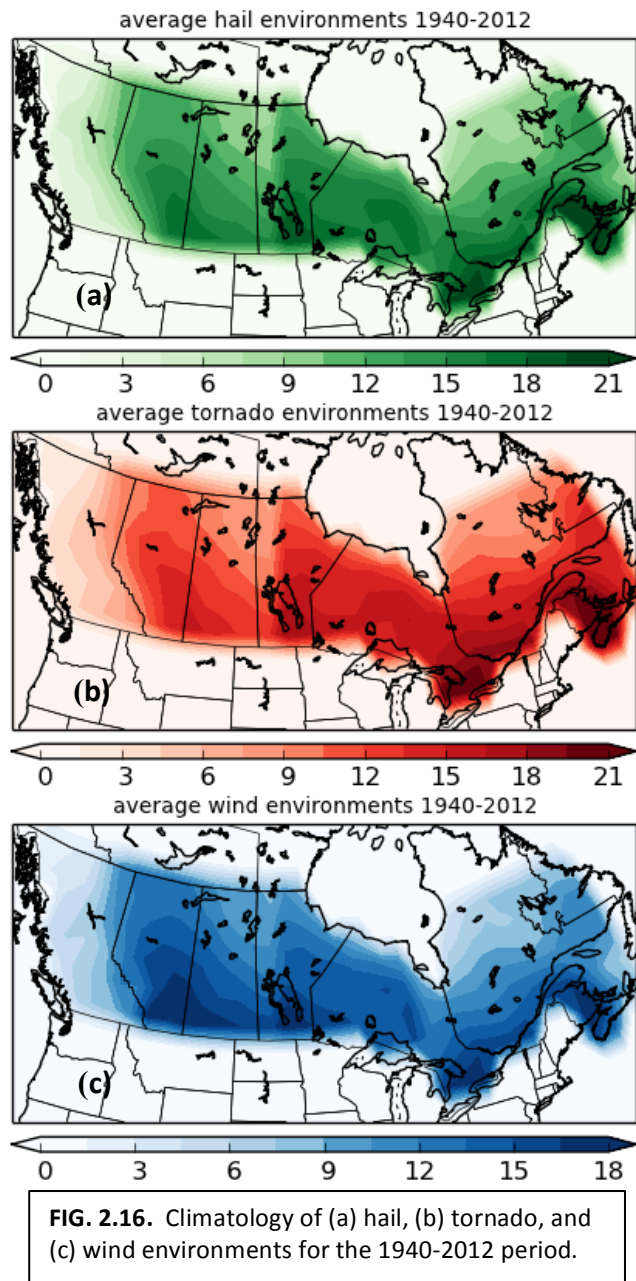 average hail environments 1940-2012
(a)
0 3 6 9 12 15 18 21
average tornado environments 1940-2012
(b)
0 3 6 9 12 15 18 21
average wind environments 1940-2012
(c)
0 3 6 9 12 15 18
FIG. 2.16. Climatology of (a) hail, (b) tornado, and
(c) wind environments for the 1940-2012 period.